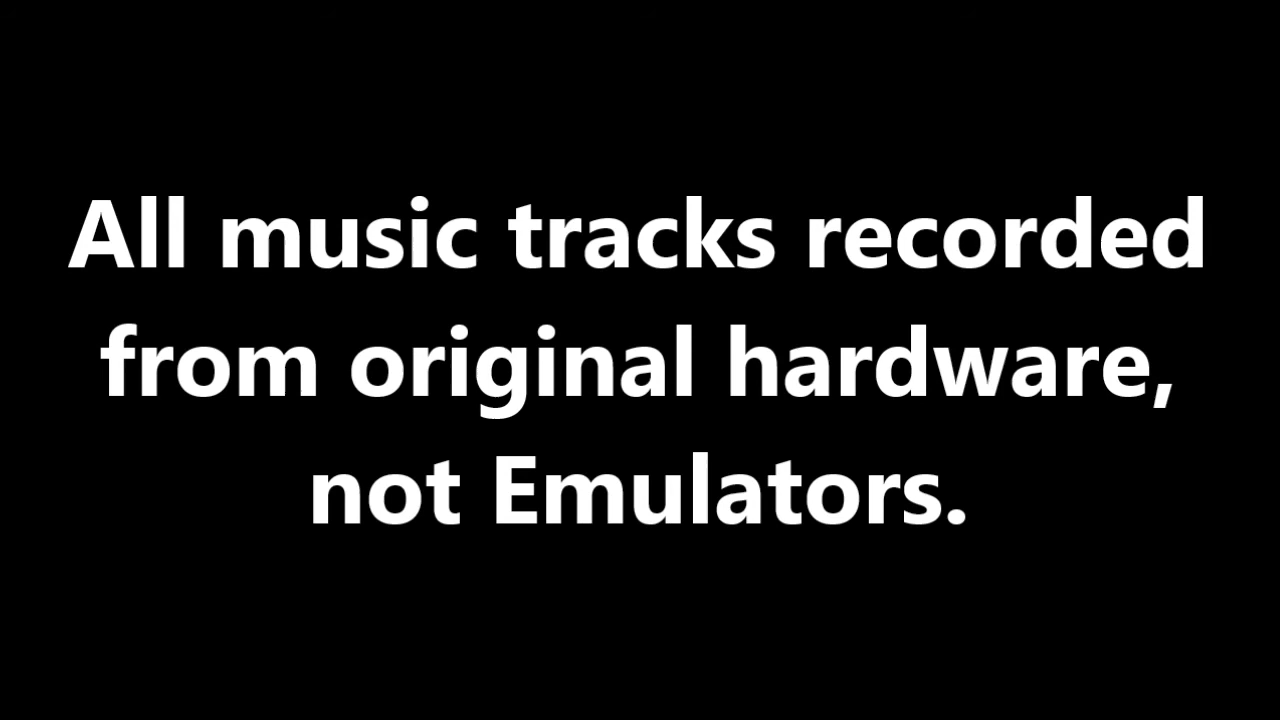 All music tracks recorded
from original hardware,
not Emulators.